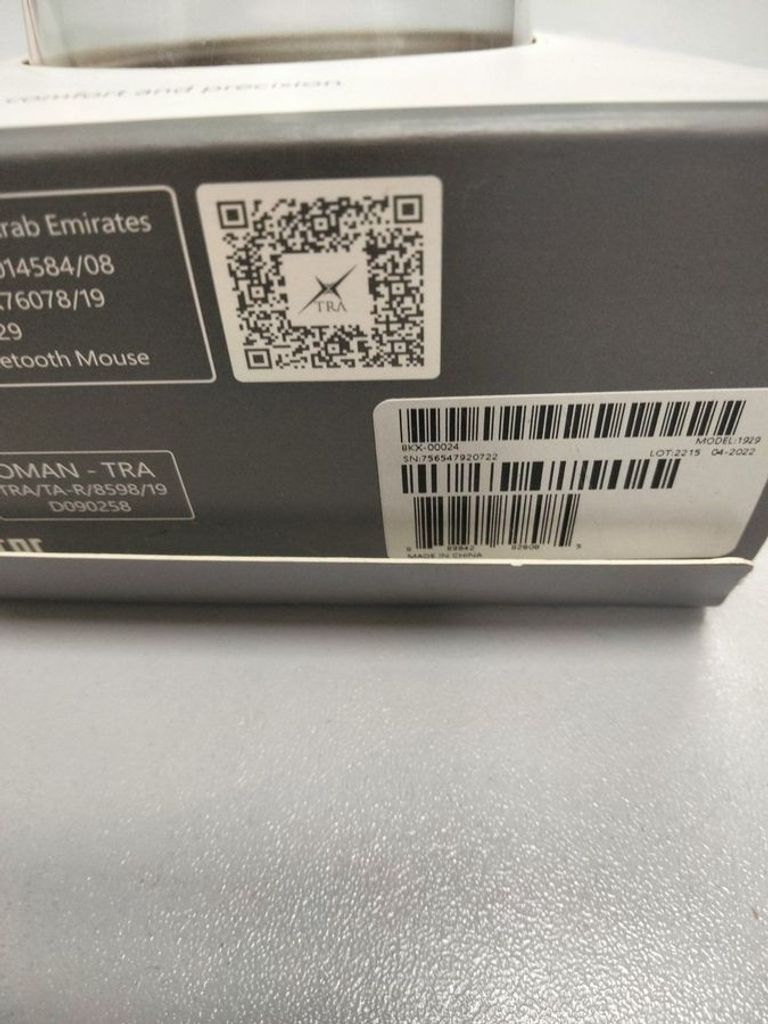 comfort and precision
rab Emirates
014584/08
76078/19
29
etooth Mouse
TRA
OMAN - TRA
TRA/TA-R/8598/19
D090258
8KX-00024
MODEL:1929
SN:756547920722
LOT:2215 04-2022
MADE IN CHINA